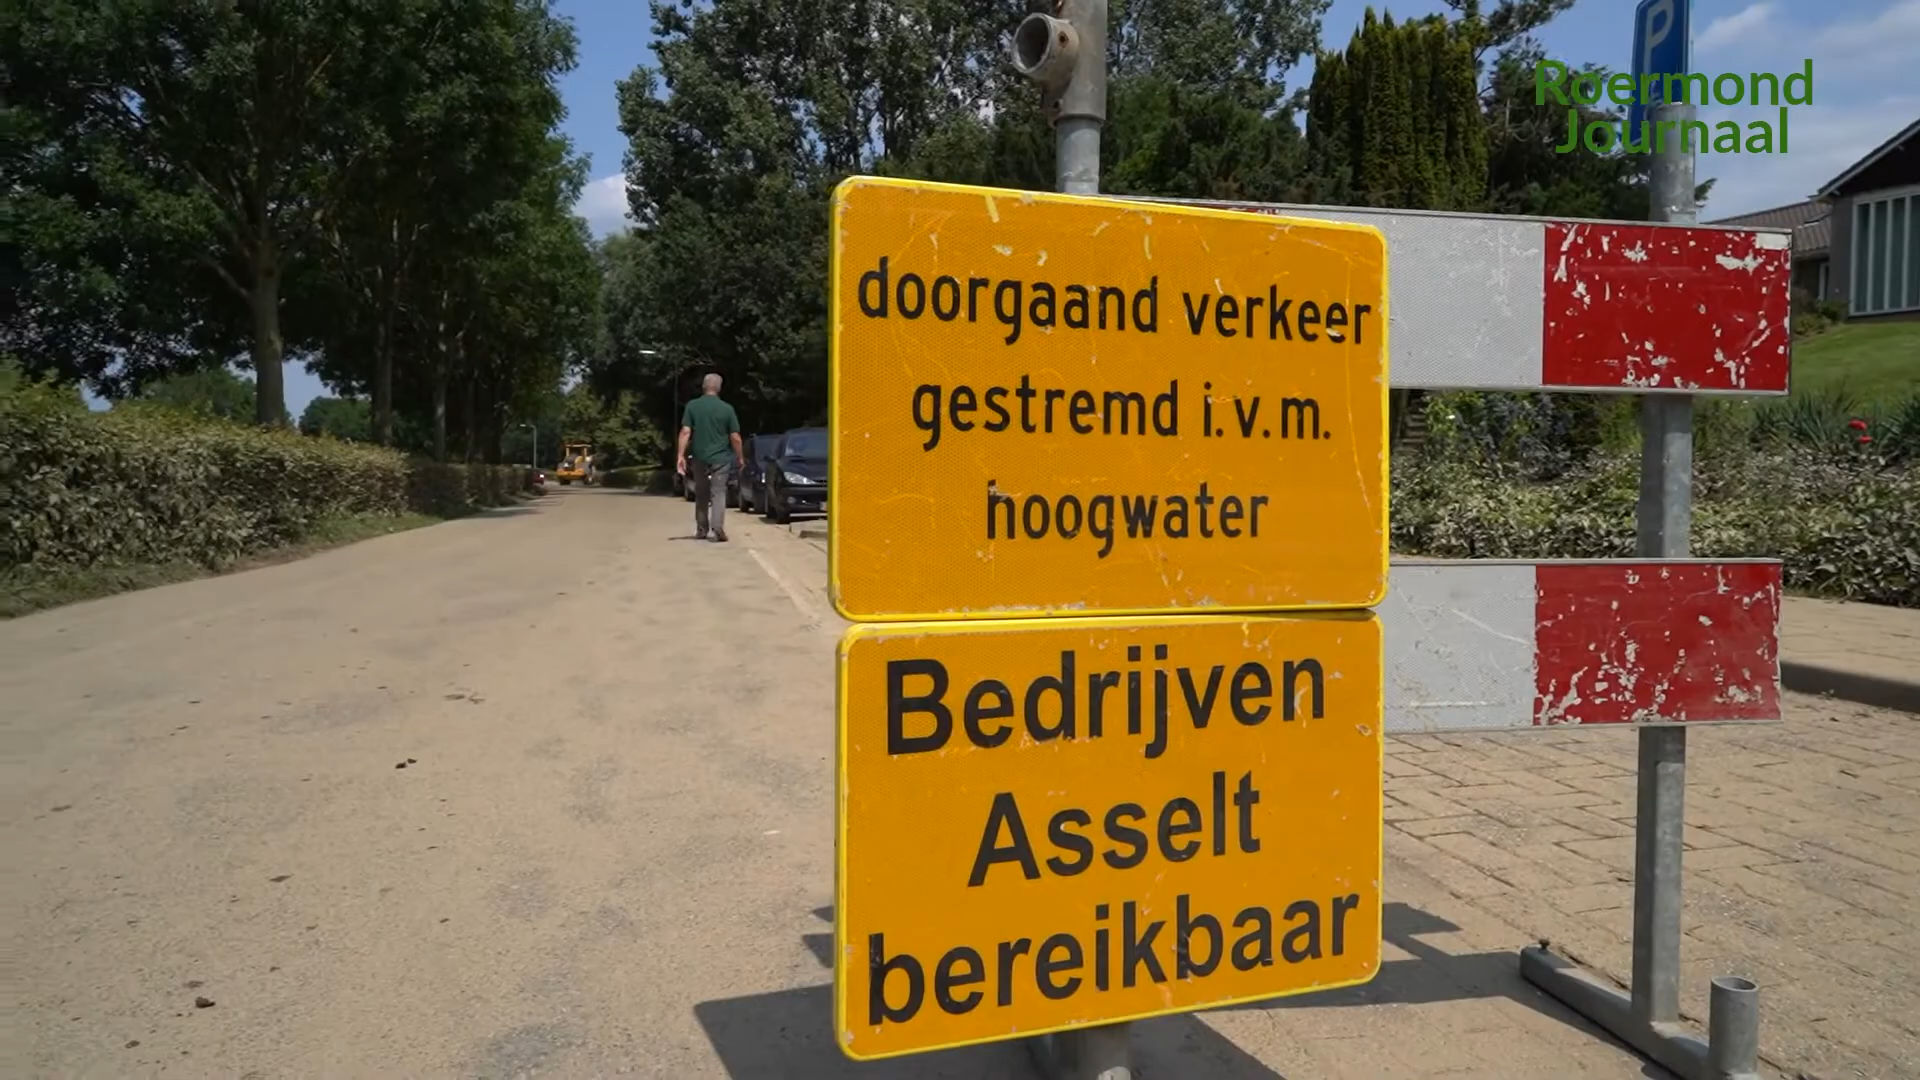 P
Roermond
Journaal
doorgaand verkeer
gestremd i.v.m.
hoogwater
Bedrijven
Asselt
bereikbaar